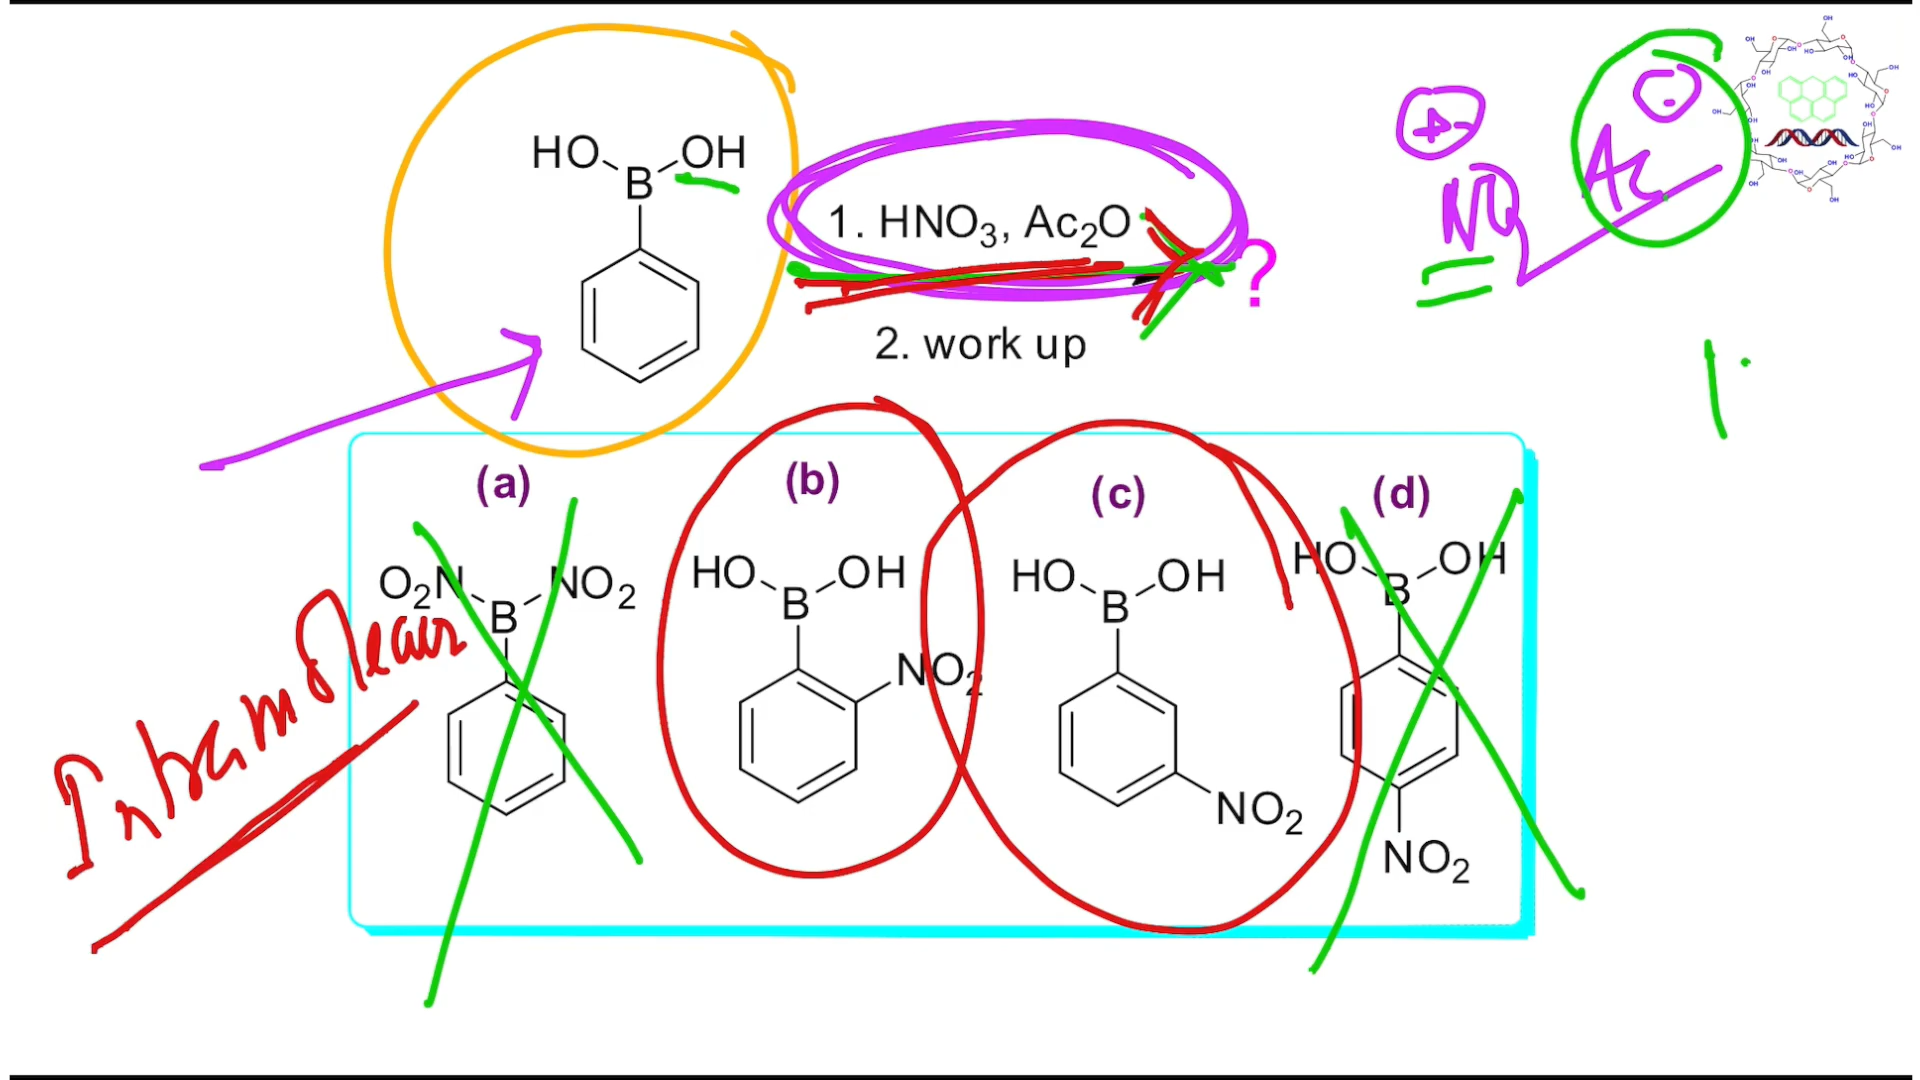 HO OH
B
1. HNO3, Ac2O
?
2. work up
+
NO2
Ac
-
(a) (b) (c) (d)
O2N NO2
B
HO OH
B
NO2
HO OH
B
NO2
HO OH
B
NO2